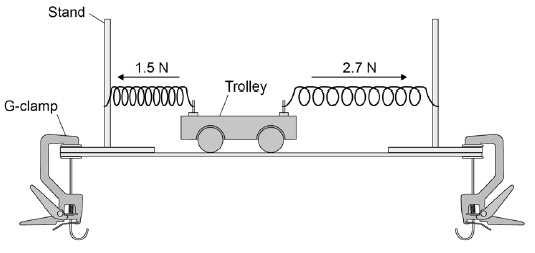 Stand
1.5 N
2.7 N
Trolley
G-clamp